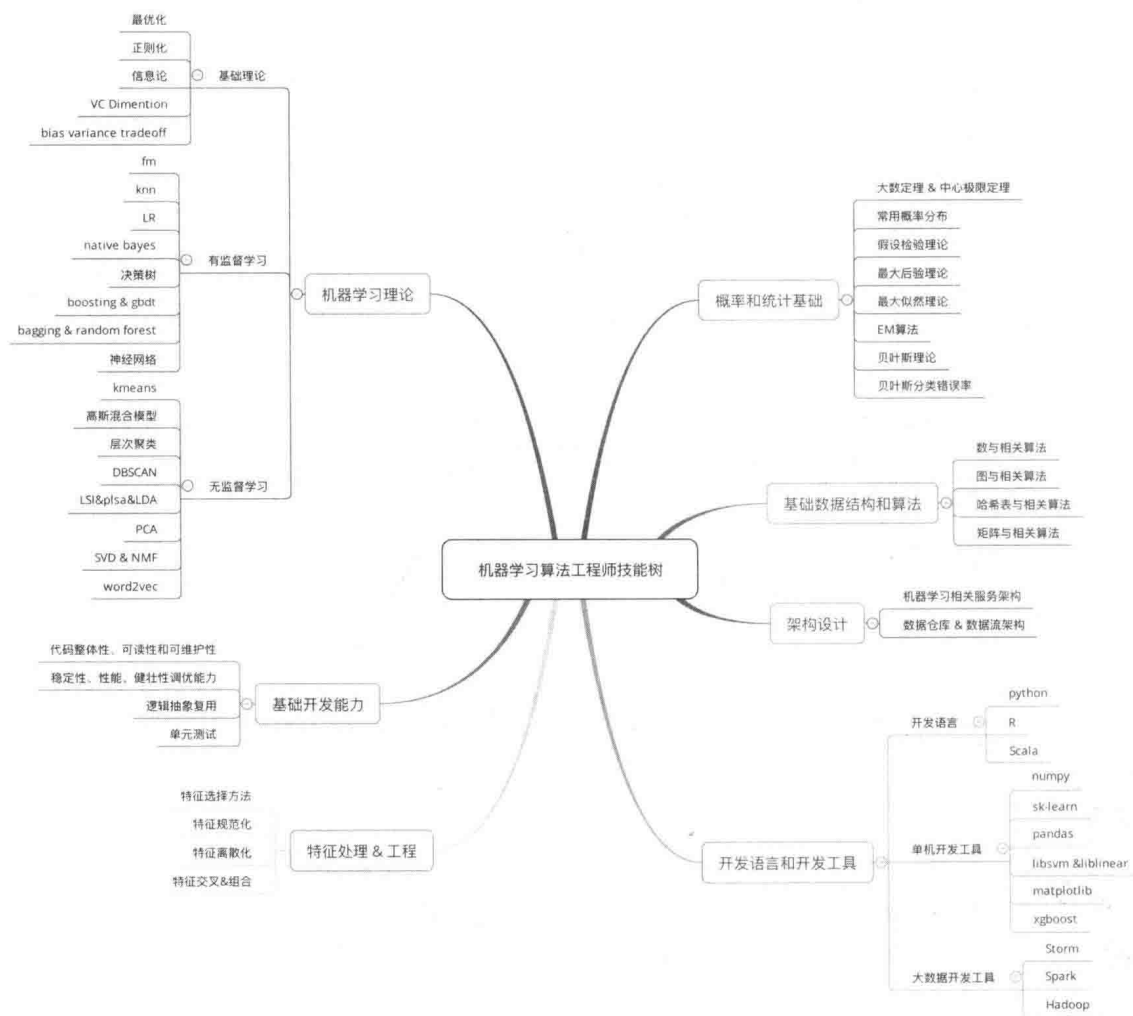 机器学习算法工程师技能树
机器学习理论
基础理论
最优化
正则化
信息论
VC Dimention
bias variance tradeoff
有监督学习
fm
knn
LR
native bayes
决策树
boosting & gbdt
bagging & random forest
神经网络
无监督学习
kmeans
高斯混合模型
层次聚类
DBSCAN
LSI&plsa&LDA
PCA
SVD & NMF
word2vec
基础开发能力
代码整体性、可读性和可维护性
稳定性、性能、健壮性调优能力
逻辑抽象复用
单元测试
特征处理 & 工程
特征选择方法
特征规范化
特征离散化
特征交叉&组合
概率和统计基础
大数定理 & 中心极限定理
常用概率分布
假设检验理论
最大后验理论
最大似然理论
EM算法
贝叶斯理论
贝叶斯分类错误率
基础数据结构和算法
数与相关算法
图与相关算法
哈希表与相关算法
矩阵与相关算法
架构设计
机器学习相关服务架构
数据仓库 & 数据流架构
开发语言和开发工具
开发语言
python
R
Scala
单机开发工具
numpy
sk-learn
pandas
libsvm &liblinear
matplotlib
xgboost
大数据开发工具
Storm
Spark
Hadoop